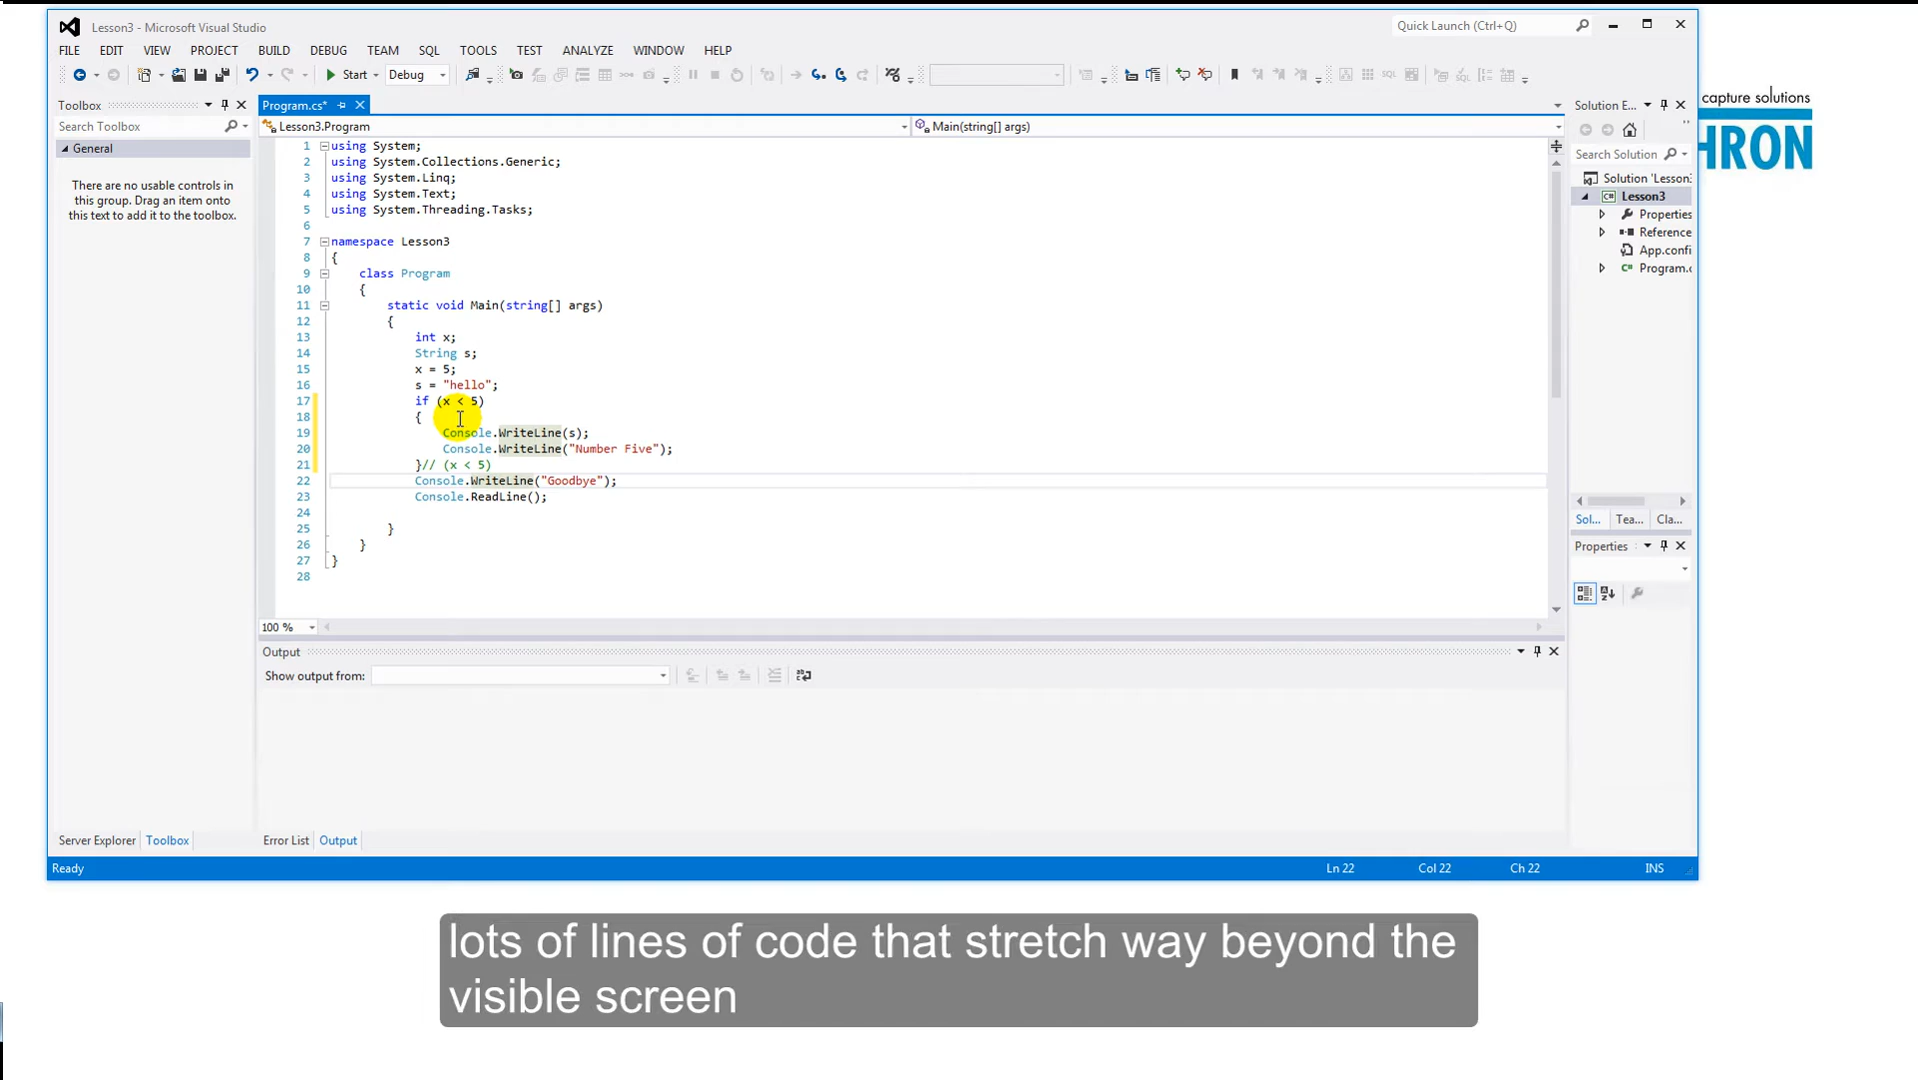 Lesson3 - Microsoft Visual Studio
Quick Launch (Ctrl+Q)
FILE EDIT VIEW PROJECT BUILD DEBUG TEAM SQL TOOLS TEST ANALYZE WINDOW HELP
Start Debug
SQL
capture solutions
HRON
Toolbox
Search Toolbox
General
There are no usable controls in
this group. Drag an item onto
this text to add it to the toolbox.
Program.cs*
Lesson3.Program
Main(string[] args)
1 using System;
2 using System.Collections.Generic;
3 using System.Linq;
4 using System.Text;
5 using System.Threading.Tasks;
6
7 namespace Lesson3
8 {
9 class Program
10 {
11 static void Main(string[] args)
12 {
13 int x;
14 String s;
15 x = 5;
16 s = "hello";
17 if (x < 5)
18 {
19 Console.WriteLine(s);
20 Console.WriteLine("Number Five");
21 }// (x < 5)
22 Console.WriteLine("Goodbye");
23 Console.ReadLine();
24
25 }
26 }
27 }
28
100 %
Solution E...
Search Solution
Solution 'Lesson3
Lesson3
Properties
Reference
App.confi
Program.c
Sol... Tea... Cla...
Properties
Output
Show output from:
Server Explorer Toolbox
Error List Output
Ready
Ln 22 Col 22 Ch 22 INS
lots of lines of code that stretch way beyond the
visible screen